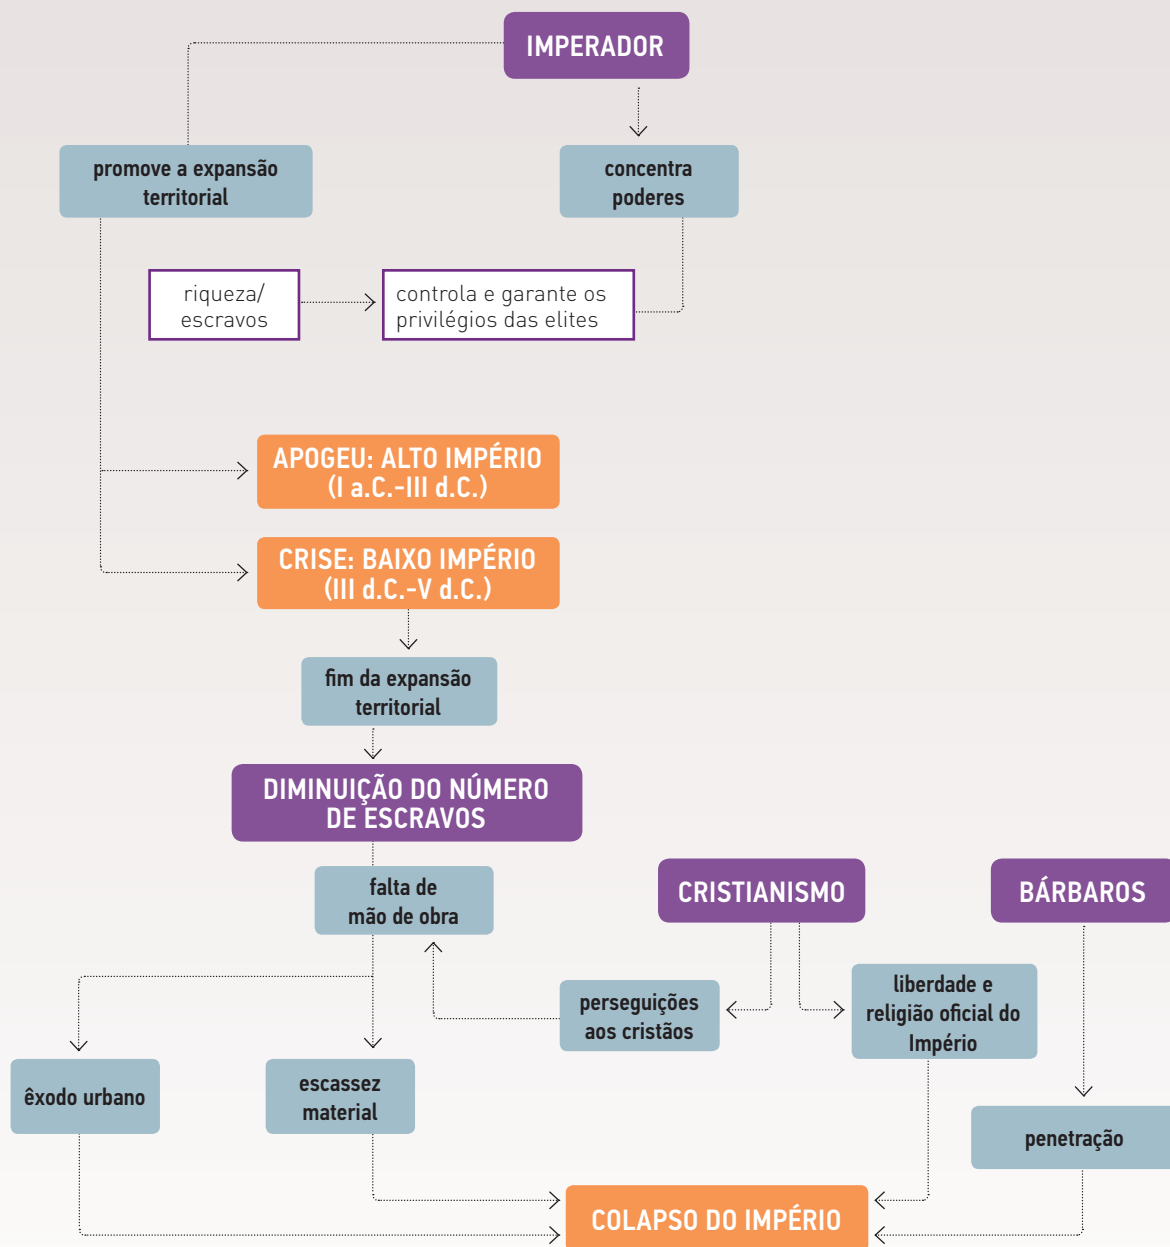 IMPERADOR
promove a expansão
territorial
concentra
poderes
riqueza/
escravos
controla e garante os
privilégios das elites
APOGEU: ALTO IMPÉRIO
(I a.C.-III d.C.)
CRISE: BAIXO IMPÉRIO
(III d.C.-V d.C.)
fim da expansão
territorial
DIMINUIÇÃO DO NÚMERO
DE ESCRAVOS
falta de
mão de obra
CRISTIANISMO
BÁRBAROS
perseguições
aos cristãos
liberdade e
religião oficial do
Império
êxodo urbano
escassez
material
penetração
COLAPSO DO IMPÉRIO